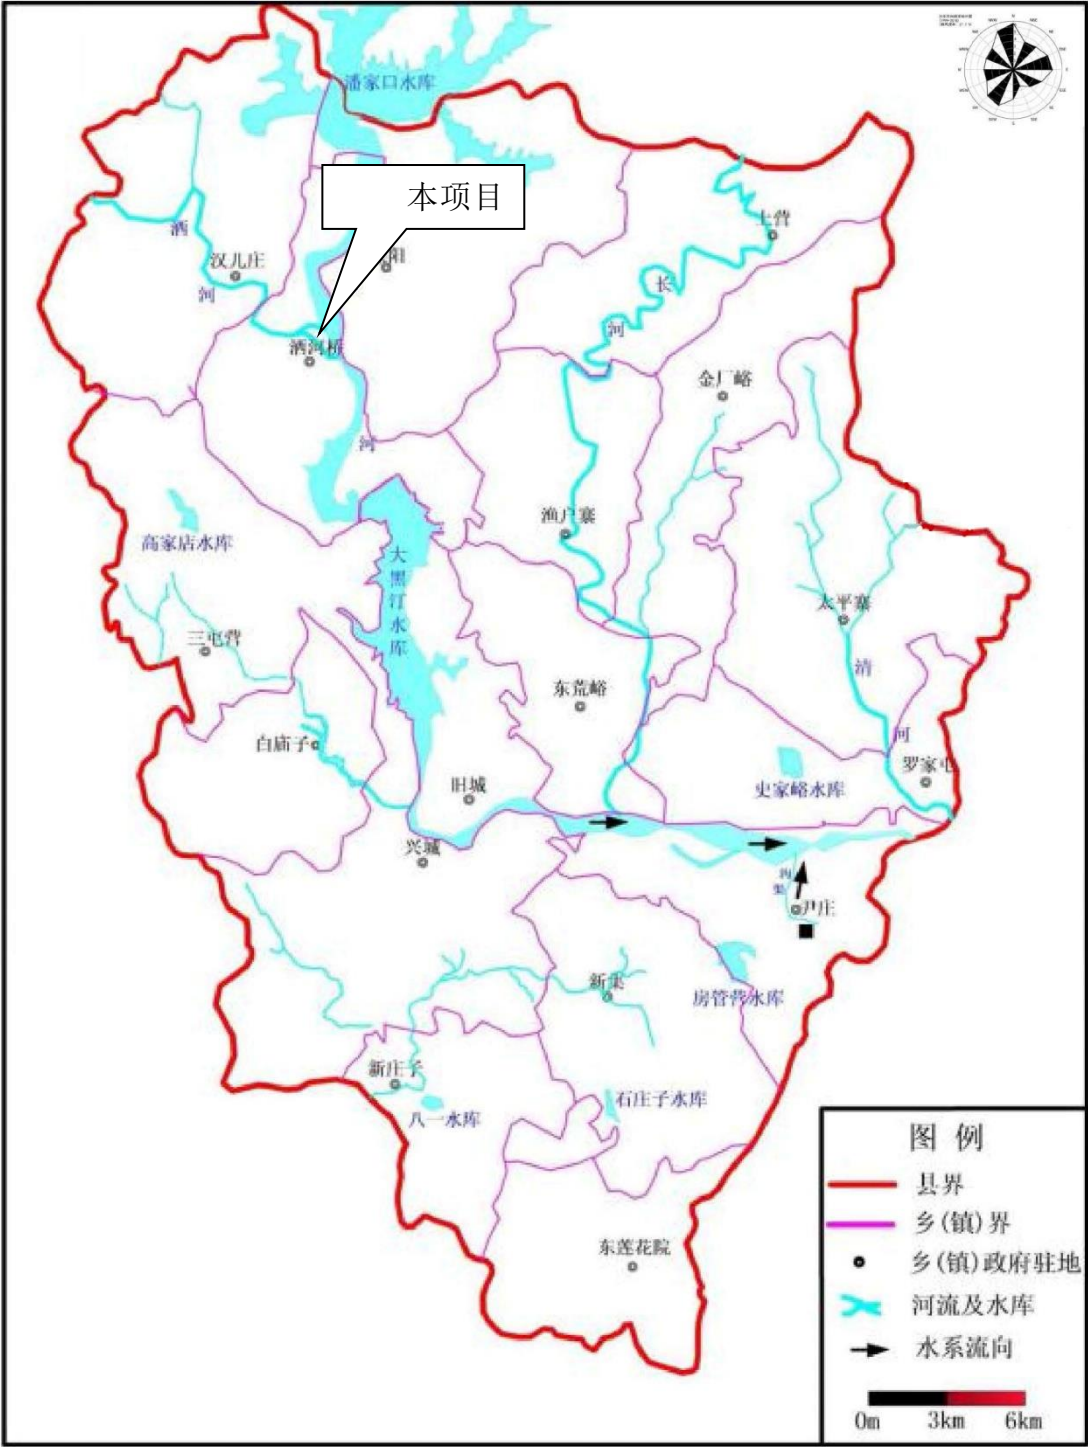 潘家口水库
本项目
上营
洒
汉儿庄
阳
河
长
河
洒河桥
金厂峪
河
渔户寨
高家店水库
大黑汀水库
太平寨
三屯营
清
东荒峪
河
白庙子
罗家屯
旧城
史家峪水库
兴城
尹庄
新集
房管营水库
新庄子
石庄子水库
八一水库
东莲花院
图 例
县界
乡(镇)界
乡(镇)政府驻地
河流及水库
水系流向
0m 3km 6km